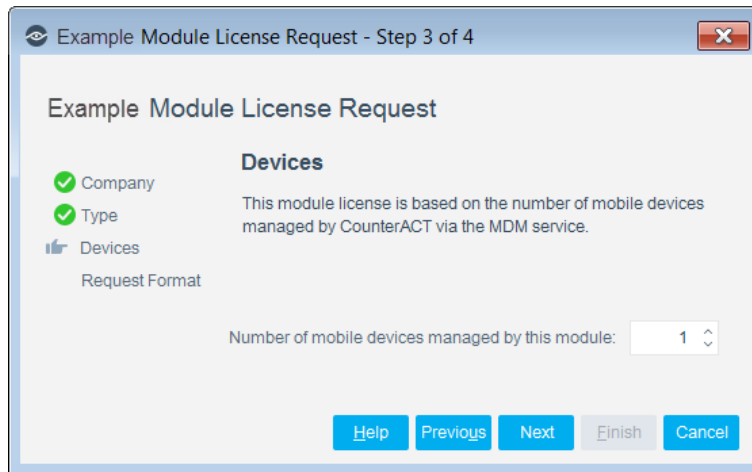 Example Module License Request - Step 3 of 4
Example Module License Request
Company
Type
Devices
Request Format
Devices
This module license is based on the number of mobile devices
managed by CounterACT via the MDM service.
Number of mobile devices managed by this module: 1
Help Previous Next Finish Cancel